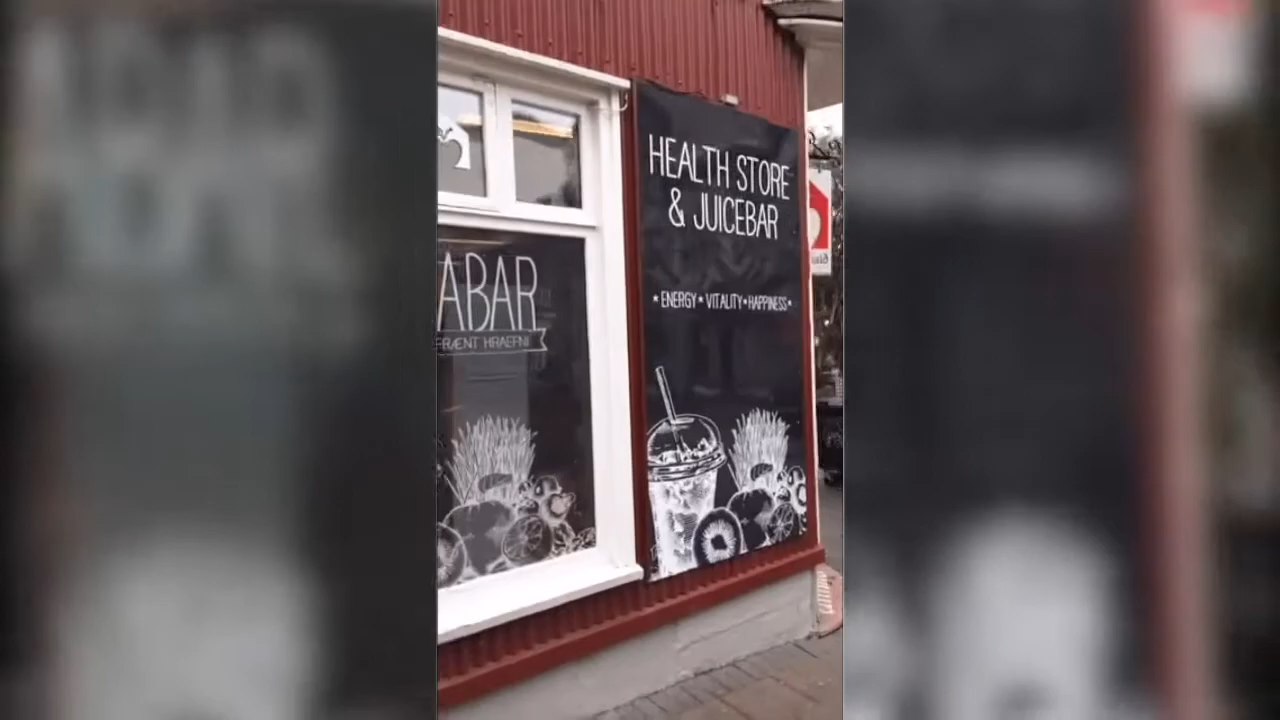 HEALTH STORE
& JUICEBAR
* ENERGY * VITALITY * HAPPINESS *
ABAR
FRÆNT HRAEFNI